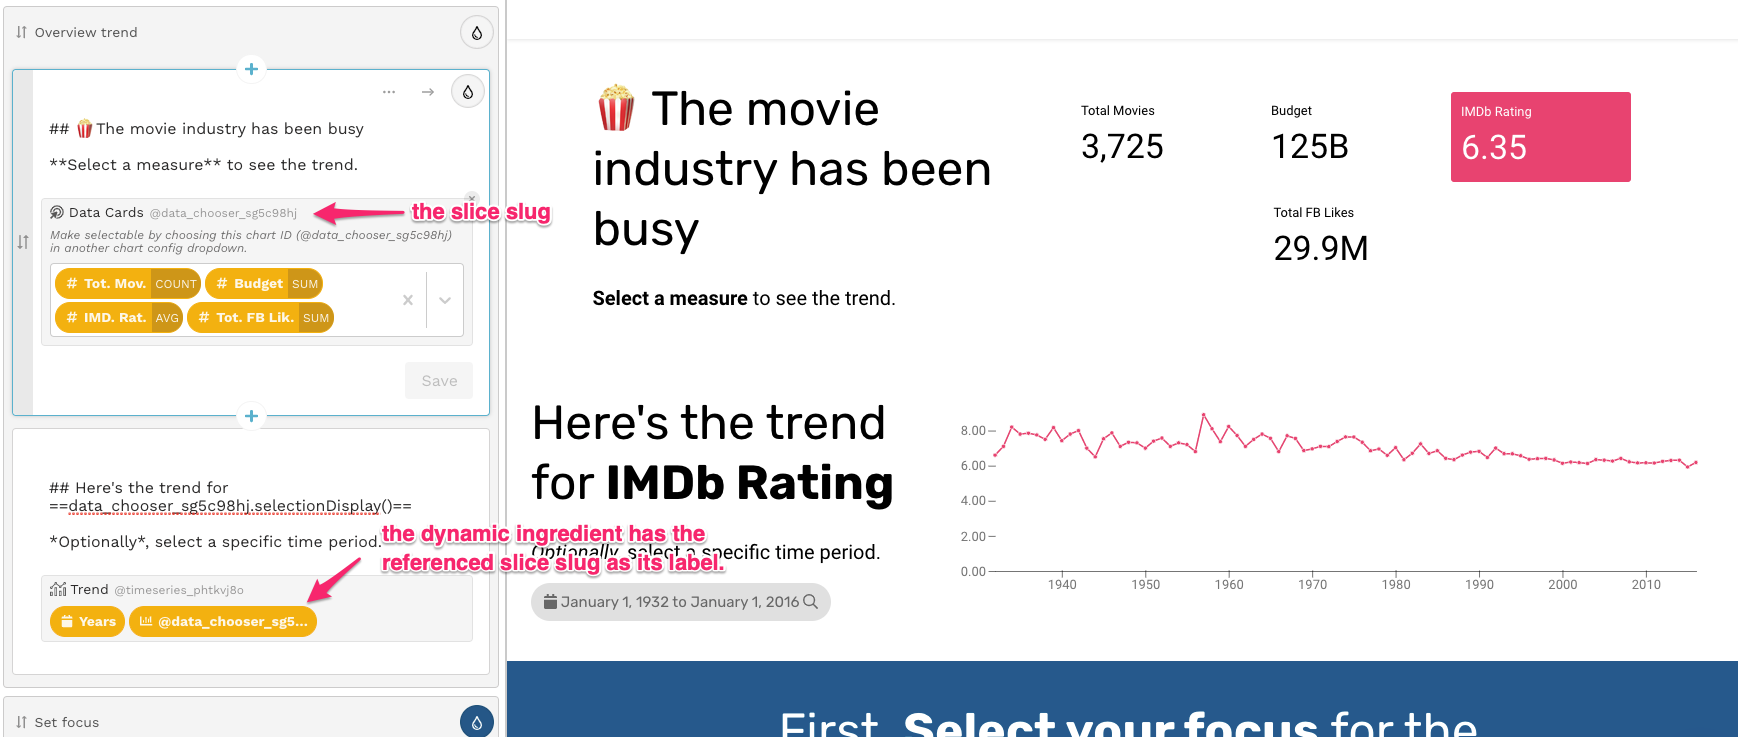 Overview trend
## 🍿The movie industry has been busy
**Select a measure** to see the trend.
Data Cards @data_chooser_sg5c98hj
the slice slug
Make selectable by choosing this chart ID (@data_chooser_sg5c98hj)
in another chart config dropdown.
# Tot. Mov. COUNT # Budget SUM
# IMD. Rat. AVG # Tot. FB Lik. SUM
Save
## Here's the trend for
==data_chooser_sg5c98hj.selectionDisplay()==
*Optionally*, select a specific time period.
the dynamic ingredient has the
referenced slice slug as its label.
Trend @timeseries_phtkvj8o
Years @data_chooser_sg5...
Set focus
🍿 The movie
industry has been
busy
Select a measure to see the trend.
Total Movies
3,725
Budget
125B
IMDb Rating
6.35
Total FB Likes
29.9M
Here's the trend
for IMDb Rating
Optionally, select a specific time period.
January 1, 1932 to January 1, 2016
8.00
6.00
4.00
2.00
0.00
1940 1950 1960 1970 1980 1990 2000 2010
First, Select your focus for the